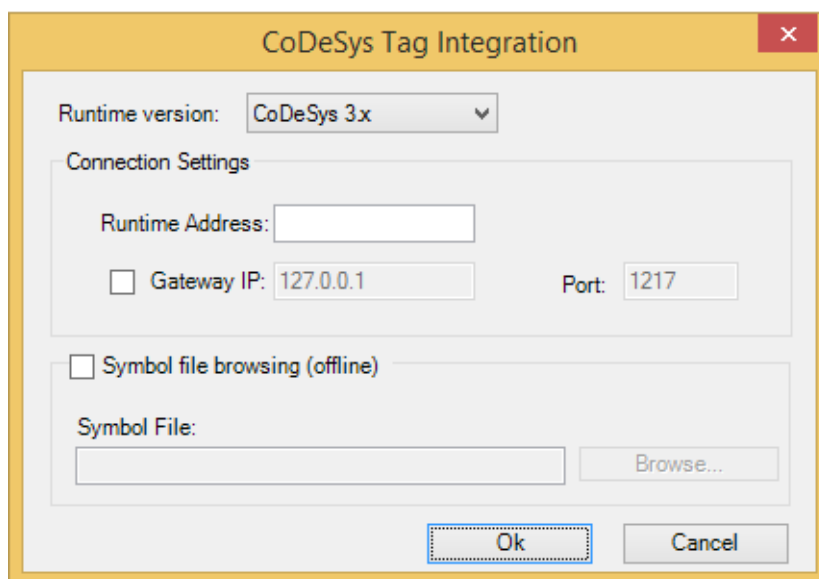 CoDeSys Tag Integration
Runtime version: CoDeSys 3.x
Connection Settings
Runtime Address:
Gateway IP: 127.0.0.1 Port: 1217
Symbol file browsing (offline)
Symbol File:
Browse...
Ok Cancel